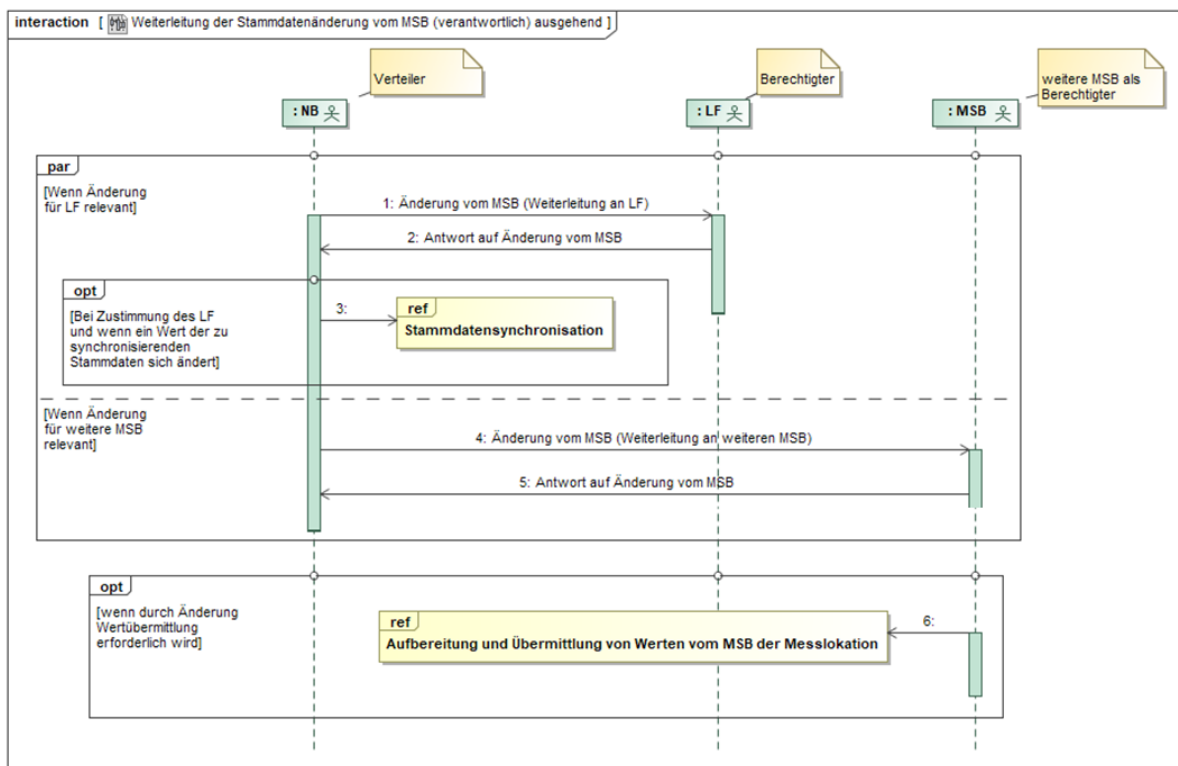 interaction [ Weiterleitung der Stammdatenänderung vom MSB (verantwortlich) ausgehend ]
Verteiler
Berechtigter
weitere MSB als
Berechtigter
: NB
: LF
: MSB
par
[Wenn Änderung
für LF relevant]
1: Änderung vom MSB (Weiterleitung an LF)
2: Antwort auf Änderung vom MSB
opt
[Bei Zustimmung des LF
und wenn ein Wert der zu
synchronisierenden
Stammdaten sich ändert]
3:
ref
Stammdatensynchronisation
[Wenn Änderung
für weitere MSB
relevant]
4: Änderung vom MSB (Weiterleitung an weiteren MSB)
5: Antwort auf Änderung vom MSB
opt
[wenn durch Änderung
Wertübermittlung
erforderlich wird]
ref
Aufbereitung und Übermittlung von Werten vom MSB der Messlokation
6: